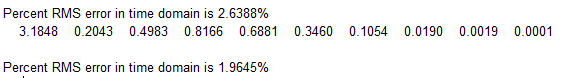 Percent RMS error in time domain is 2.6388%
3.1848 0.2043 0.4983 0.8166 0.6881 0.3460 0.1054 0.0190 0.0019 0.0001
Percent RMS error in time domain is 1.9645%